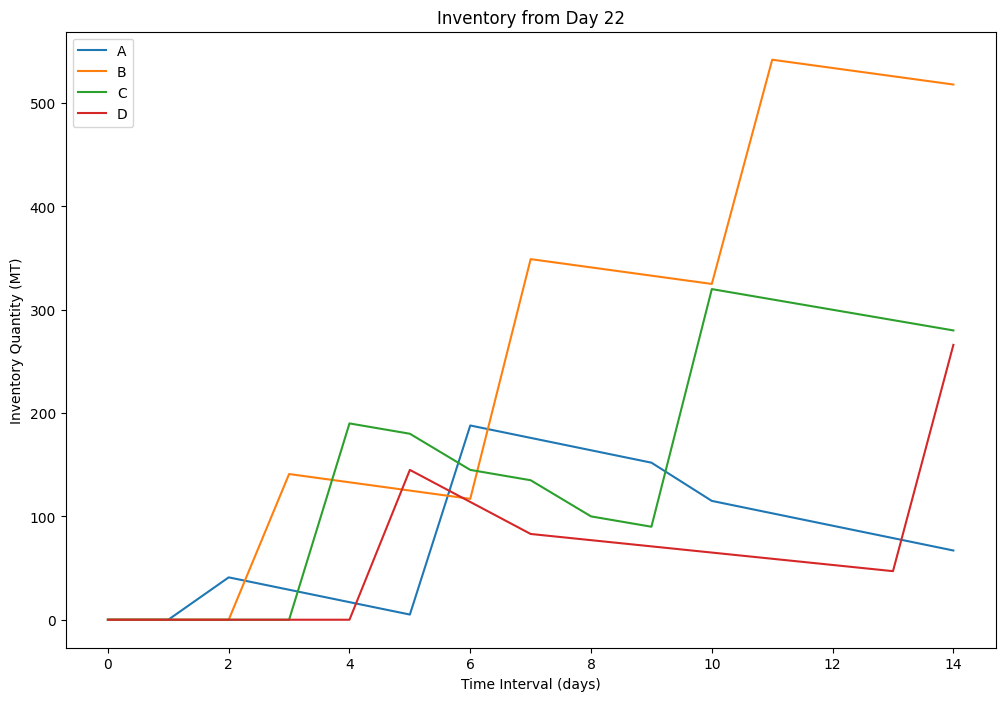 Inventory from Day 22
A
B
C
D
Inventory Quantity (MT)
500
400
300
200
100
0
0 2 4 6 8 10 12 14
Time Interval (days)